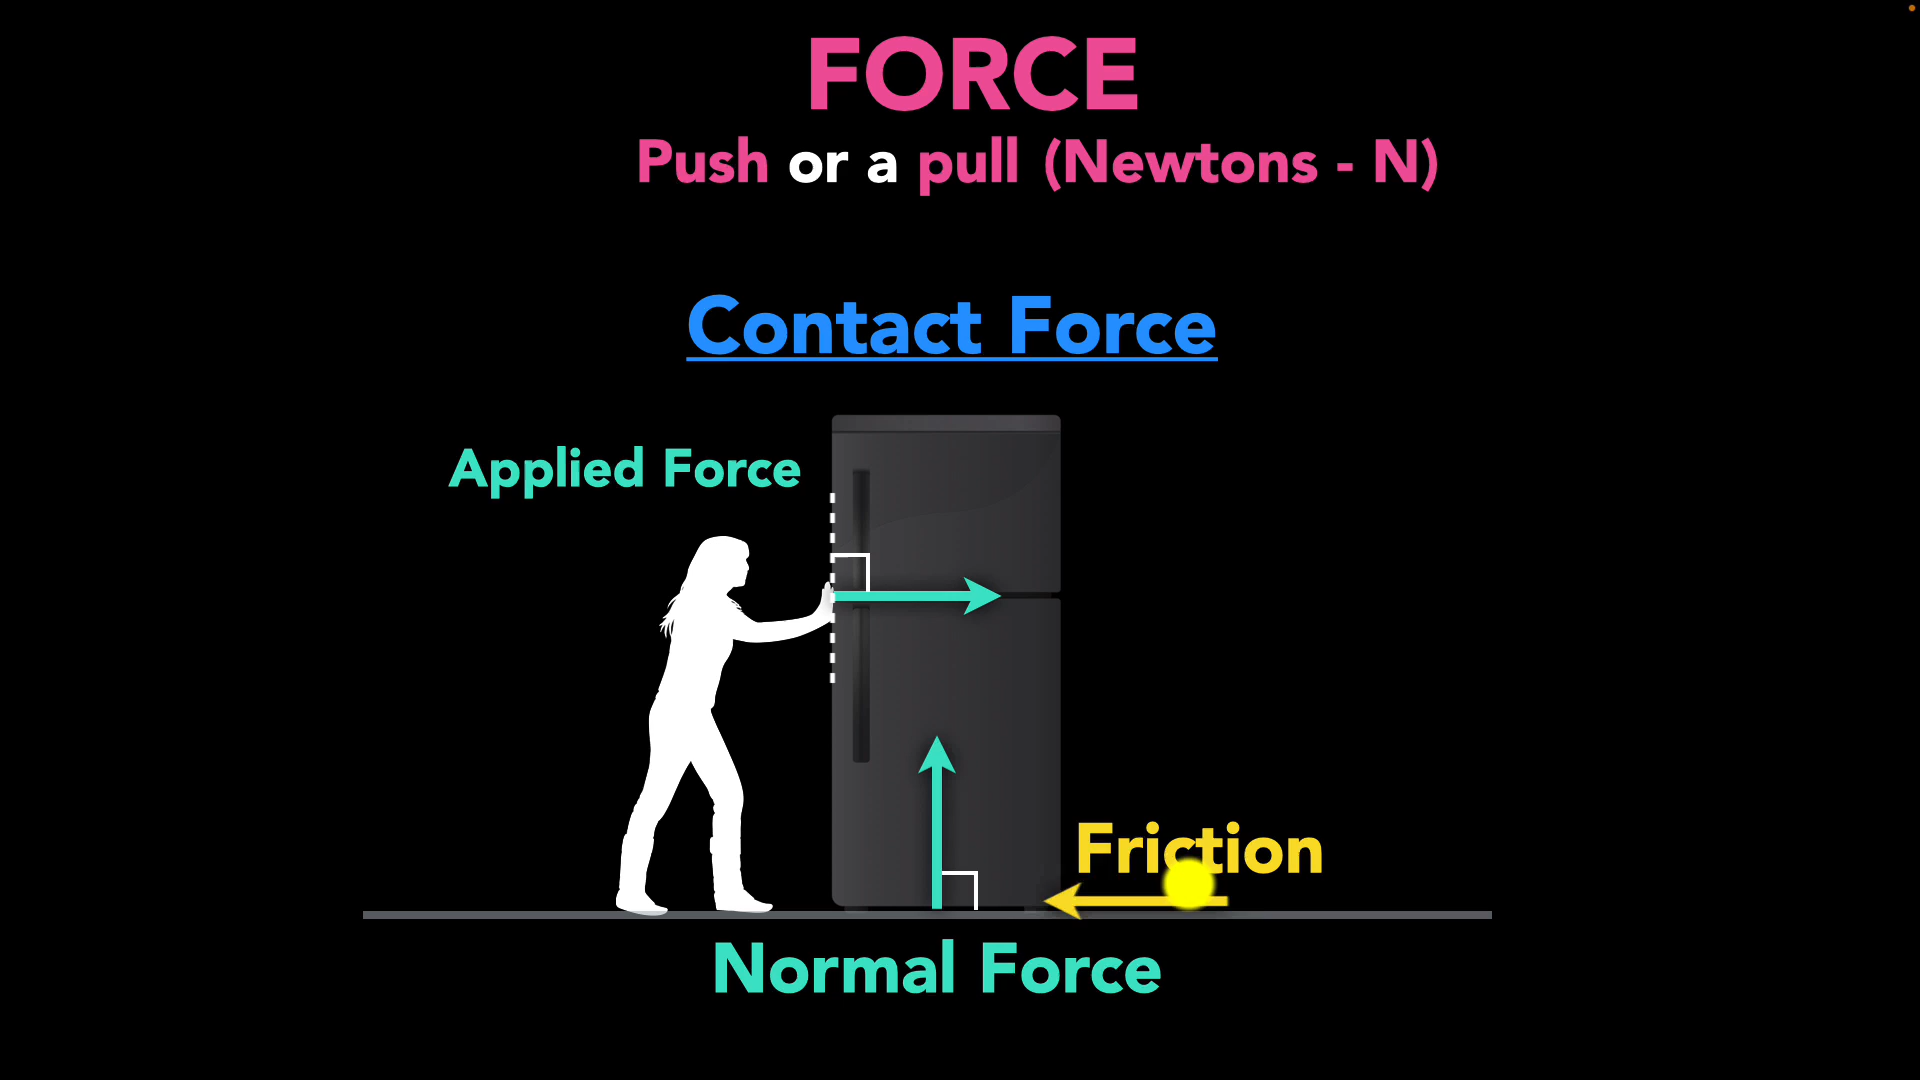 FORCE
Push or a pull (Newtons - N)
Contact Force
Applied Force
Friction
Normal Force